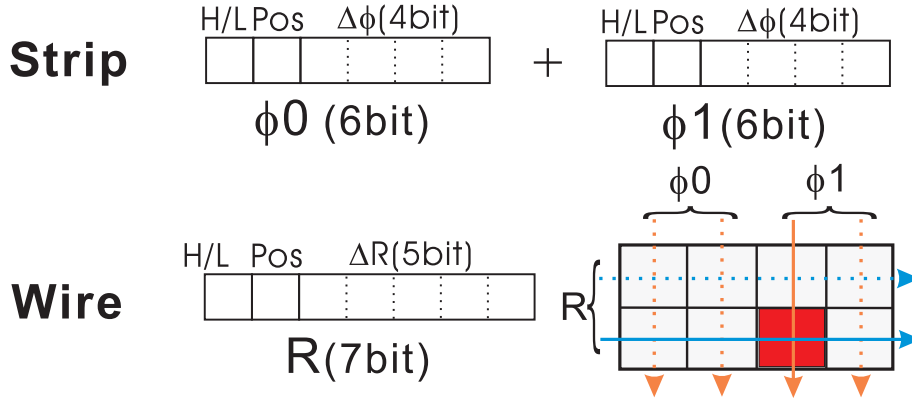 H/L Pos Δϕ(4bit) H/L Pos Δϕ(4bit)
Strip +
ϕ0 (6bit) ϕ1(6bit)
ϕ0 ϕ1
H/L Pos ΔR(5bit)
Wire R
R(7bit)